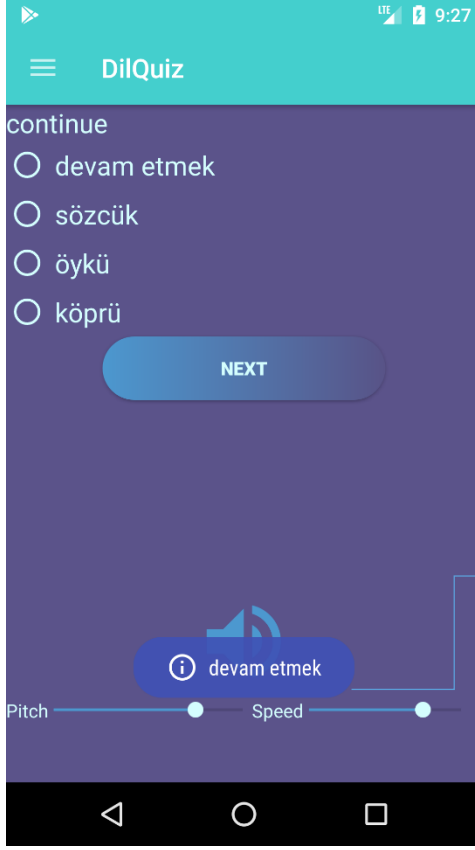 LTE 9:27
DilQuiz
continue
devam etmek
sözcük
öykü
köprü
NEXT
devam etmek
Pitch Speed